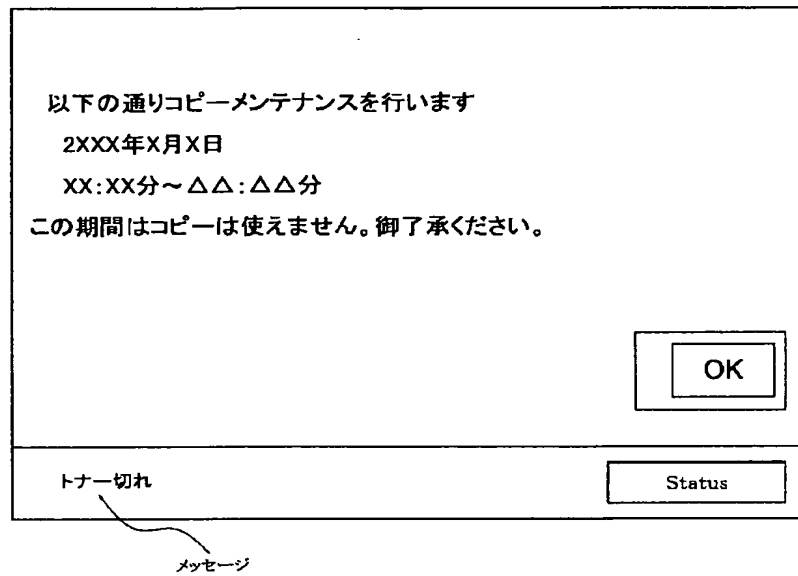 以下の通りコピーメンテナンスを行います
2XXX年X月X日
XX:XX分～△△:△△分
この期間はコピーは使えません。御了承ください。
OK
トナー切れ
Status
メッセージ